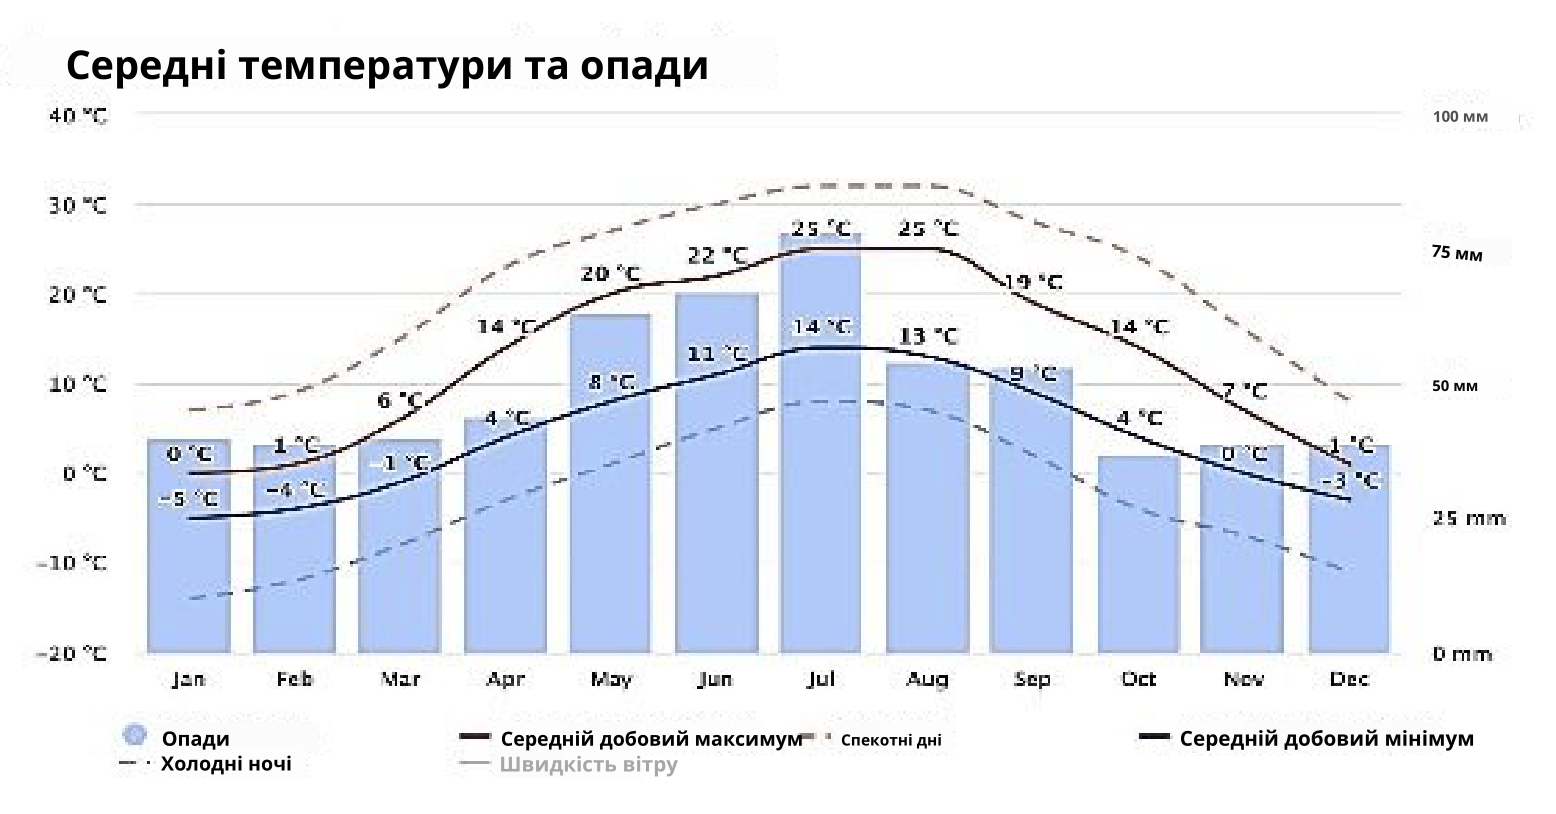 Середні температури та опади
40 °C
100 мм
30 °C
25 °C 25 °C
22 °C
75 мм
20 °C
19 °C
20 °C
14 °C 14 °C 14 °C
13 °C
11 °C
10 °C
8 °C
9 °C
7 °C
50 мм
6 °C
4 °C
4 °C
0 °C
1 °C
-1 °C
0 °C
1 °C
0 °C
-5 °C
-4 °C
-3 °C
25 mm
-10 °C
-20 °C
0 mm
Jan Feb Mar Apr May Jun Jul Aug Sep Oct Nov Dec
Опади
Середній добовий максимум
Спекотні дні
Середній добовий мінімум
Холодні ночі
Швидкість вітру